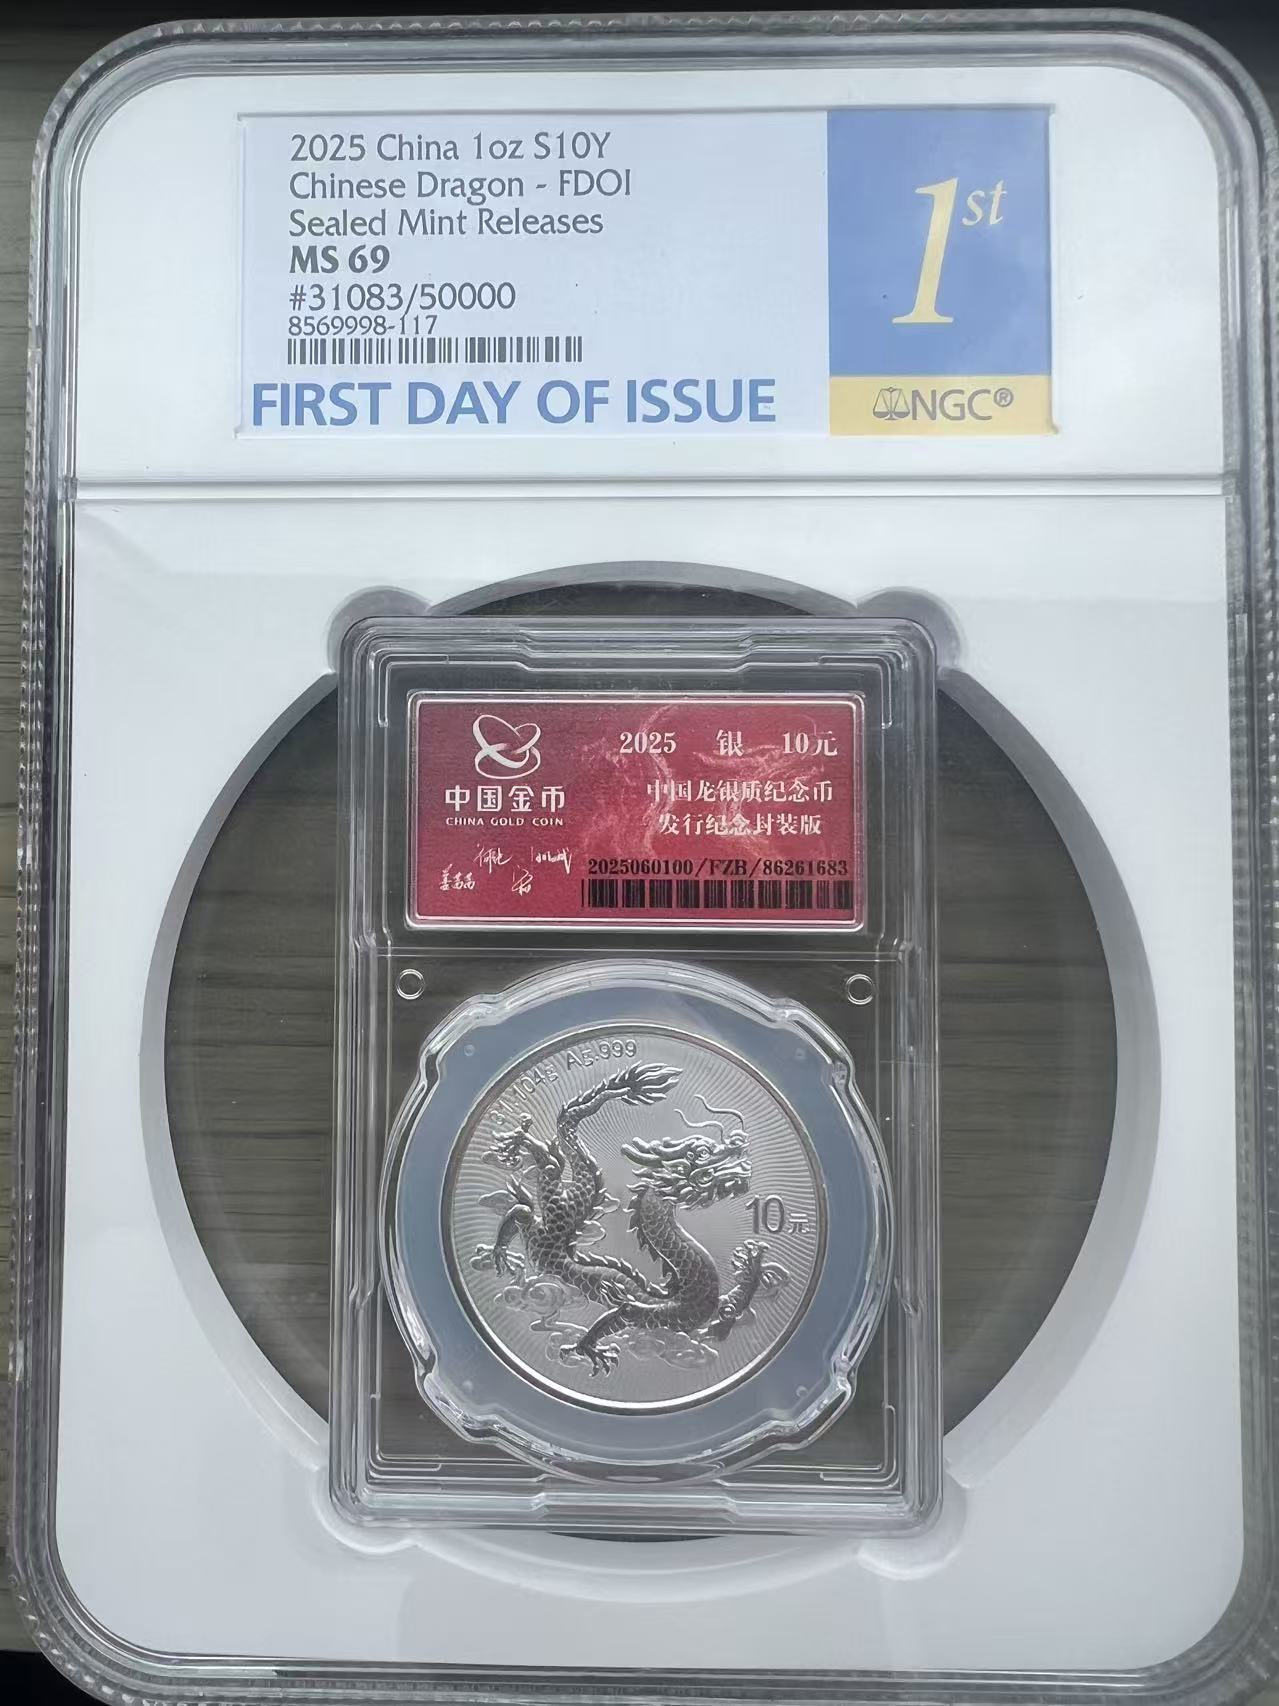 2025 China 1oz S10Y
Chinese Dragon - FDOI
Sealed Mint Releases
MS 69
#31083/50000
8569998-117
FIRST DAY OF ISSUE
1st
NGC®
中国金币
CHINA GOLD COIN
2025 银 10元
中国龙银质纪念币
发行纪念封装版
2025060100/FZB/86261683
31.104g Ag.999
10元